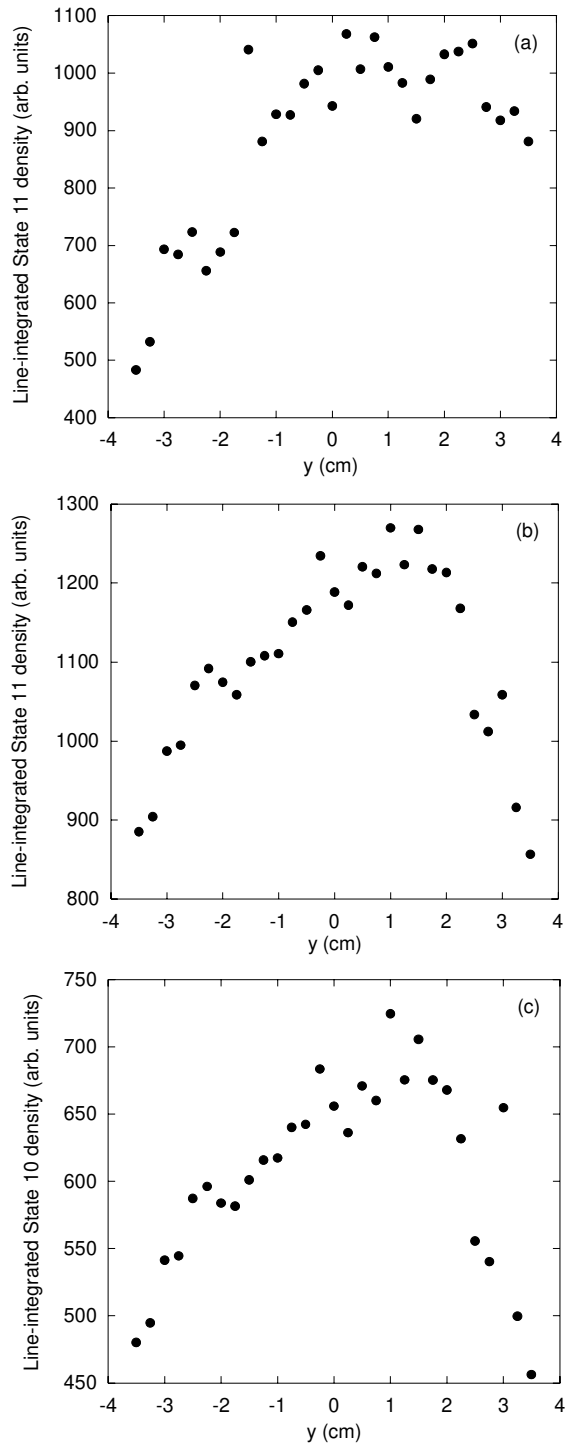 Line-integrated State 11 density (arb. units)
1100
1000
900
800
700
600
500
400
(a)
-4 -3 -2 -1 0 1 2 3 4
y (cm)
Line-integrated State 11 density (arb. units)
1300
1200
1100
1000
900
800
(b)
-4 -3 -2 -1 0 1 2 3 4
y (cm)
Line-integrated State 10 density (arb. units)
750
700
650
600
550
500
450
(c)
-4 -3 -2 -1 0 1 2 3 4
y (cm)